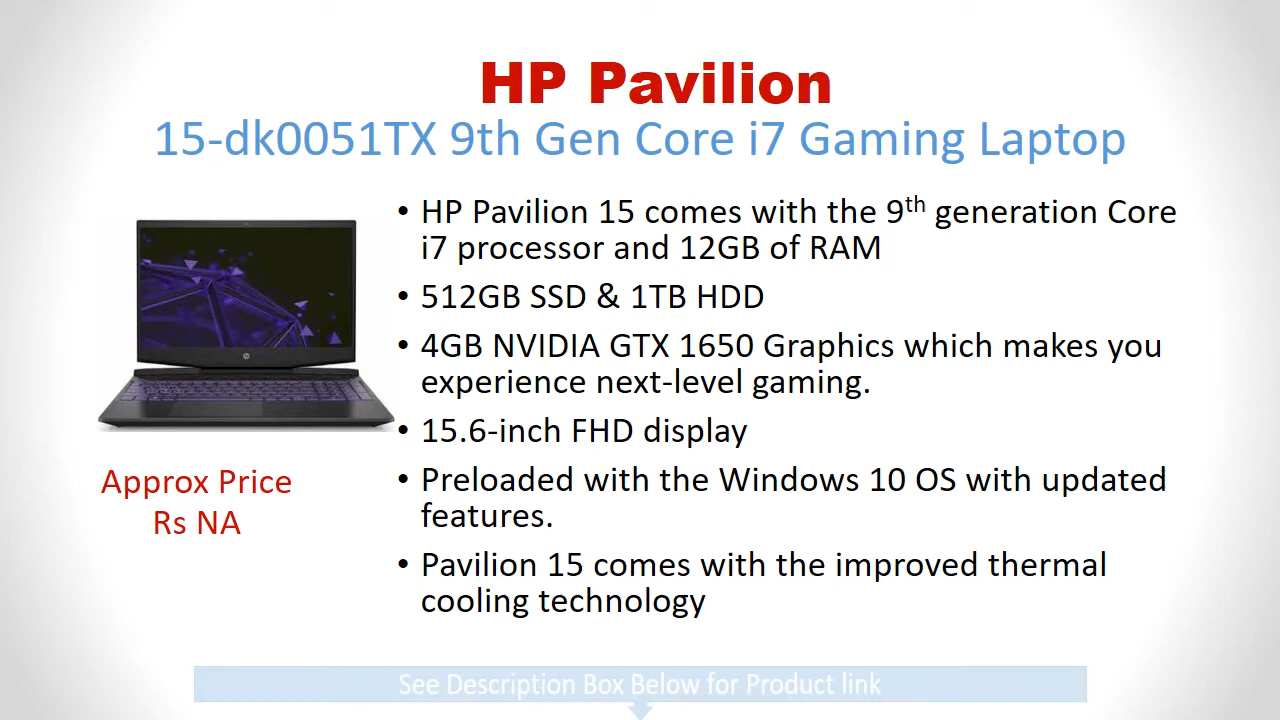 HP Pavilion
15-dk0051TX 9th Gen Core i7 Gaming Laptop
• HP Pavilion 15 comes with the 9th generation Core
i7 processor and 12GB of RAM
• 512GB SSD & 1TB HDD
• 4GB NVIDIA GTX 1650 Graphics which makes you
experience next-level gaming.
• 15.6-inch FHD display
• Preloaded with the Windows 10 OS with updated
features.
• Pavilion 15 comes with the improved thermal
cooling technology
Approx Price
Rs NA
See Description Box Below for Product link